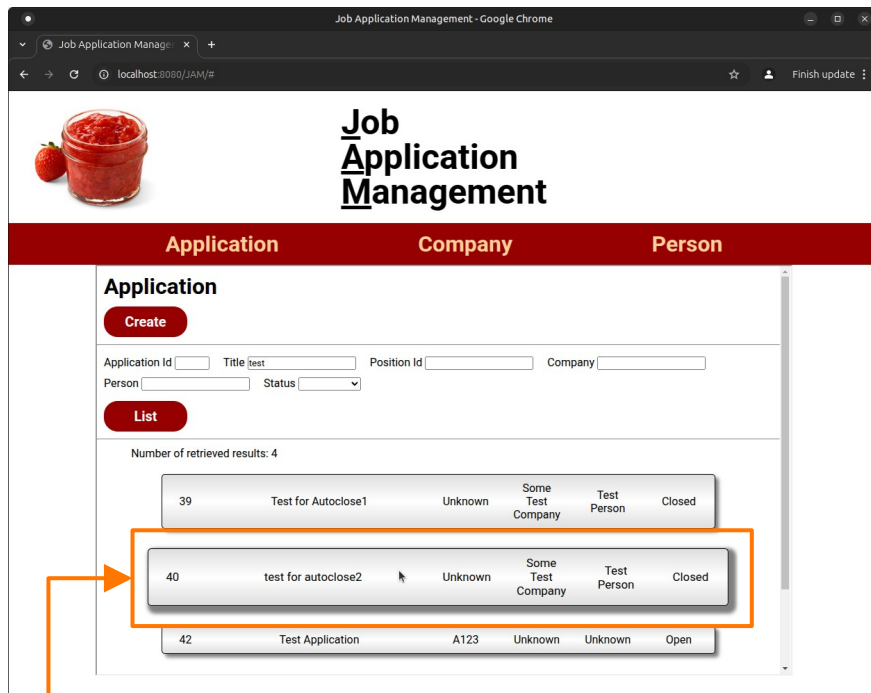 Job Application Management - Google Chrome
Job Application Manage
localhost:8080/JAM/#
Finish update
Job
Application
Management
Application Company Person
Application
Create
Application Id Title test Position Id Company
Person Status
List
Number of retrieved results: 4
39 Test for Autoclose1 Unknown Some Test Company Test Person Closed
40 test for autoclose2 Unknown Some Test Company Test Person Closed
42 Test Application A123 Unknown Unknown Open